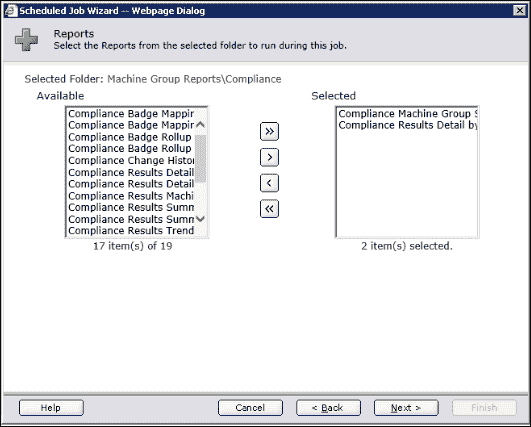 Scheduled Job Wizard -- Webpage Dialog
Reports
Select the Reports from the selected folder to run during this job.
Selected Folder: Machine Group Reports\Compliance
Available
Selected
Compliance Badge Mappin
Compliance Badge Mappin
Compliance Badge Rollup
Compliance Badge Rollup
Compliance Change Histor
Compliance Results Detail
Compliance Results Detail
Compliance Results Machi
Compliance Results Summ
Compliance Results Summ
Compliance Results Trend
Compliance Machine Group S
Compliance Results Detail by
>>
>
<
<<
17 item(s) of 19
2 item(s) selected.
Help
Cancel
< Back
Next >
Finish